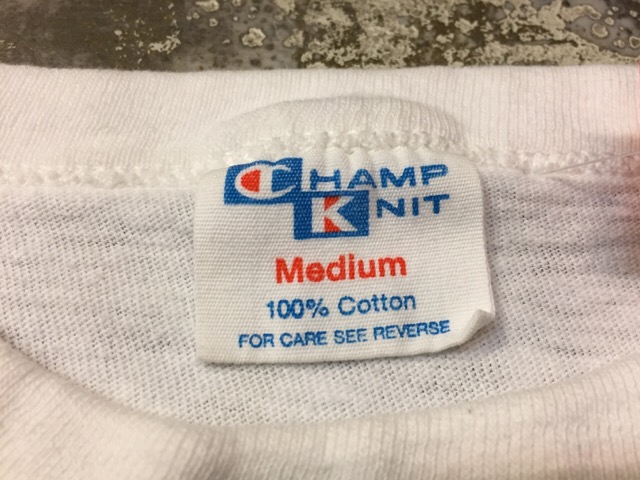 CHAMP
KNIT
Medium
100% Cotton
FOR CARE SEE REVERSE